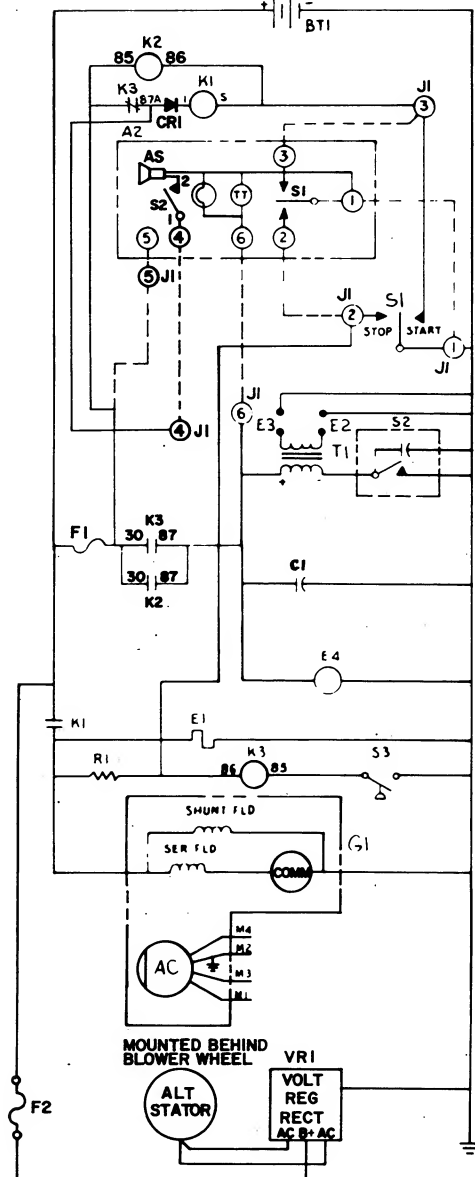 + -
BT1
K2
85 86
K3 87A 1 K1 S
CR1
J1
3
A2
AS
3
2
S2
TT
S1
1
1
5 4 6 2
5 J1
J1
2 S1
STOP START
1
J1
J1
6
E3 E2
S2
4 J1
T1
+
F1
K3
30 87
30 87
K2
C1
E4
K1
E1
R1
K3
86 85
S3
SHUNT FLD
G1
SER FLD
COMM
AC
M4
M2
M3
M1
MOUNTED BEHIND
BLOWER WHEEL
VR1
F2
ALT
STATOR
VOLT
REG
RECT
AC B+ AC